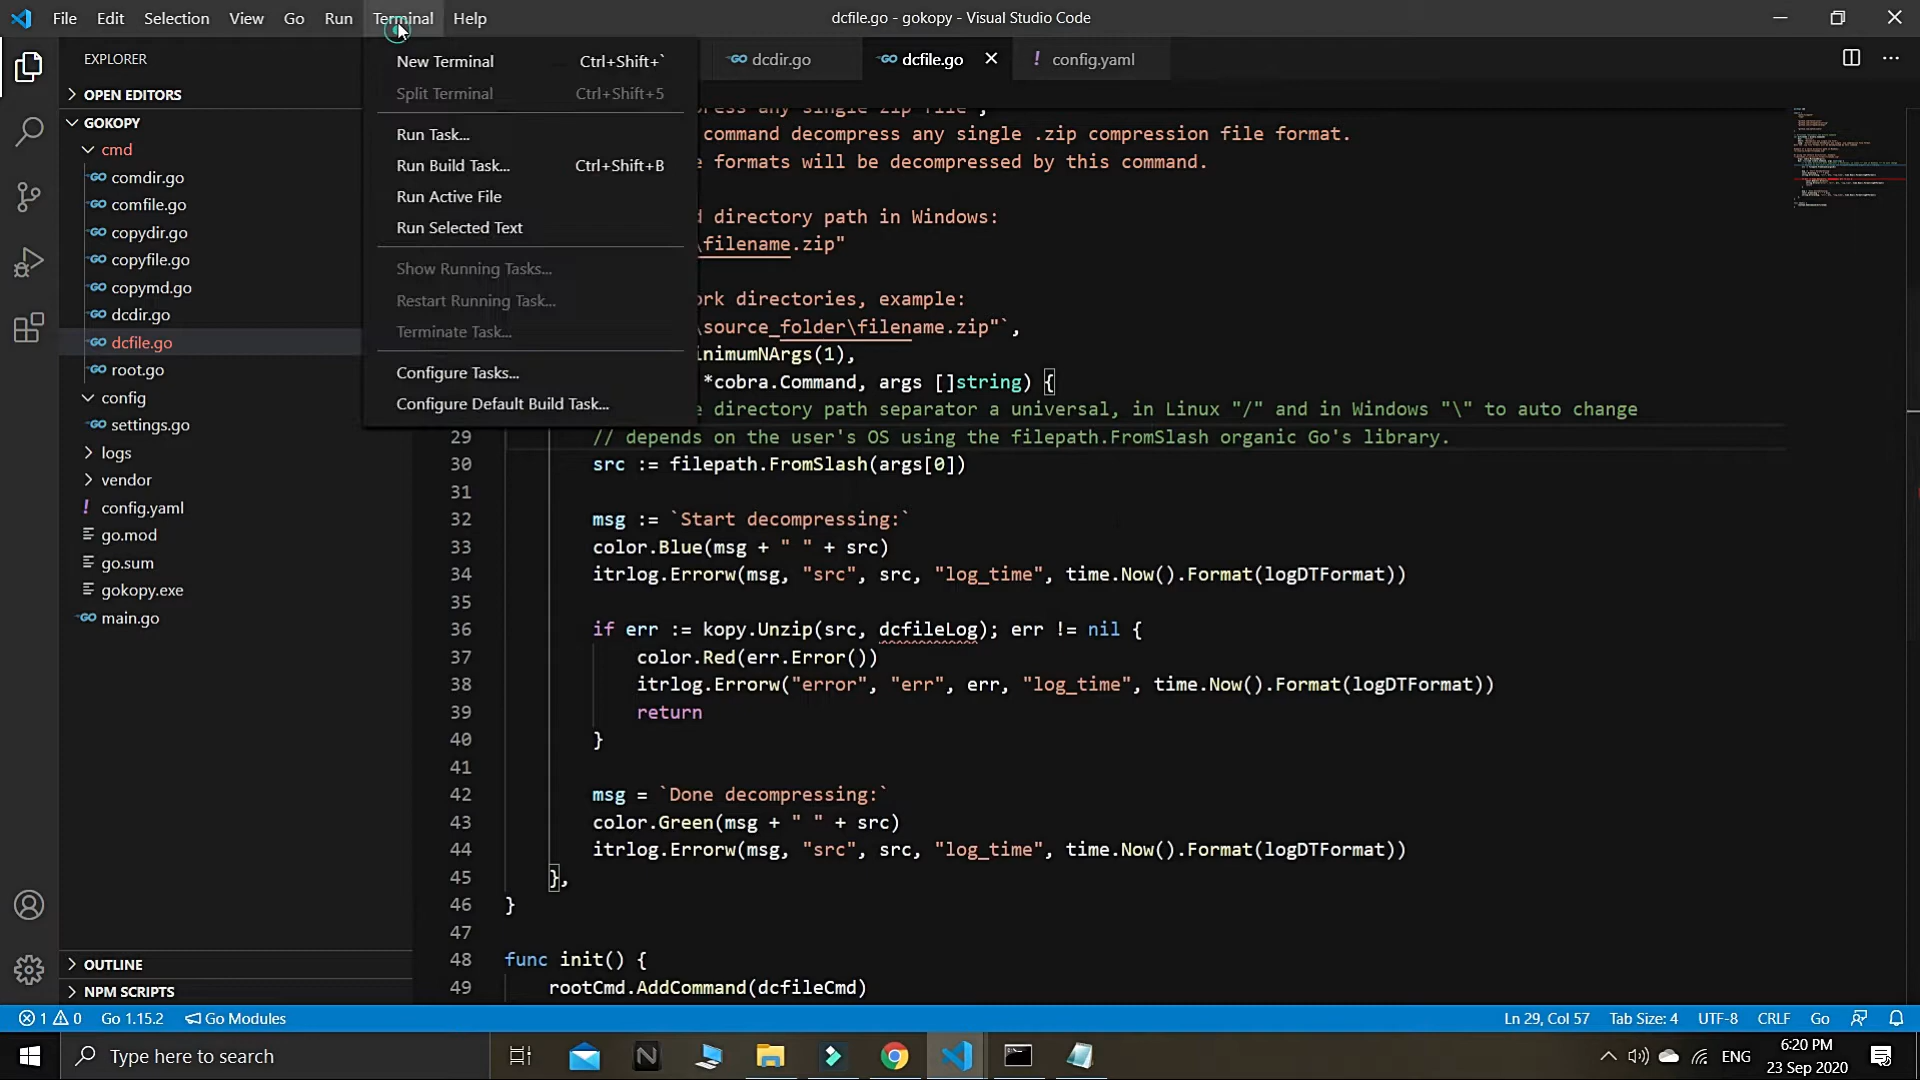 File Edit Selection View Go Run Terminal Help
dcfile.go - gokopy - Visual Studio Code
EXPLORER
OPEN EDITORS
GOKOPY
cmd
comdir.go
comfile.go
copydir.go
copyfile.go
copymd.go
dcdir.go
dcfile.go
root.go
config
settings.go
logs
vendor
! config.yaml
go.mod
go.sum
gokopy.exe
main.go
OUTLINE
NPM SCRIPTS
New Terminal Ctrl+Shift+`
Split Terminal Ctrl+Shift+5
Run Task...
Run Build Task... Ctrl+Shift+B
Run Active File
Run Selected Text
Show Running Tasks...
Restart Running Task...
Terminate Task...
Configure Tasks...
Configure Default Build Task...
dcdir.go
dcfile.go
! config.yaml
press any single zip file",
command decompress any single .zip compression file format.
e formats will be decompressed by this command.
d directory path in Windows:
\filename.zip"
rk directories, example:
\source_folder\filename.zip"`,
inimumNArgs(1),
*cobra.Command, args []string) {
e directory path separator a universal, in Linux "/" and in Windows "\" to auto change
29 // depends on the user's OS using the filepath.FromSlash organic Go's library.
30 src := filepath.FromSlash(args[0])
31
32 msg := `Start decompressing:`
33 color.Blue(msg + " " + src)
34 itrlog.Errorw(msg, "src", src, "log_time", time.Now().Format(logDTFormat))
35
36 if err := kopy.Unzip(src, dcfileLog); err != nil {
37 color.Red(err.Error())
38 itrlog.Errorw("error", "err", err, "log_time", time.Now().Format(logDTFormat))
39 return
40 }
41
42 msg = `Done decompressing:`
43 color.Green(msg + " " + src)
44 itrlog.Errorw(msg, "src", src, "log_time", time.Now().Format(logDTFormat))
45 },
46 }
47
48 func init() {
49 rootCmd.AddCommand(dcfileCmd)
1 0 Go 1.15.2 Go Modules
Ln 29, Col 57 Tab Size: 4 UTF-8 CRLF Go
Type here to search
ENG
6:20 PM
23 Sep 2020